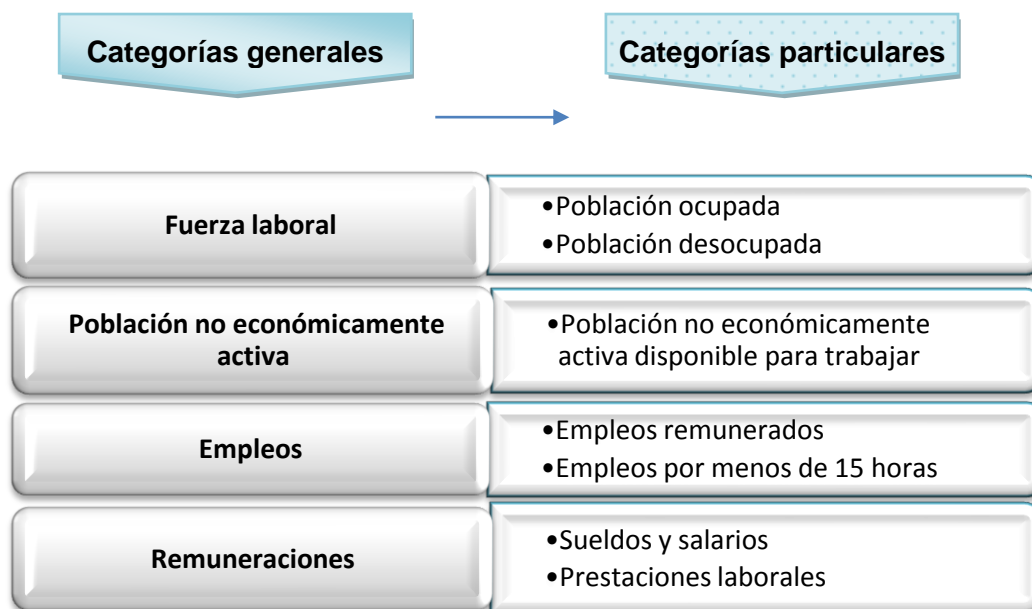 Categorías generales
Categorías particulares
Fuerza laboral
•Población ocupada
•Población desocupada
Población no económicamente
activa
•Población no económicamente
activa disponible para trabajar
Empleos
•Empleos remunerados
•Empleos por menos de 15 horas
Remuneraciones
•Sueldos y salarios
•Prestaciones laborales